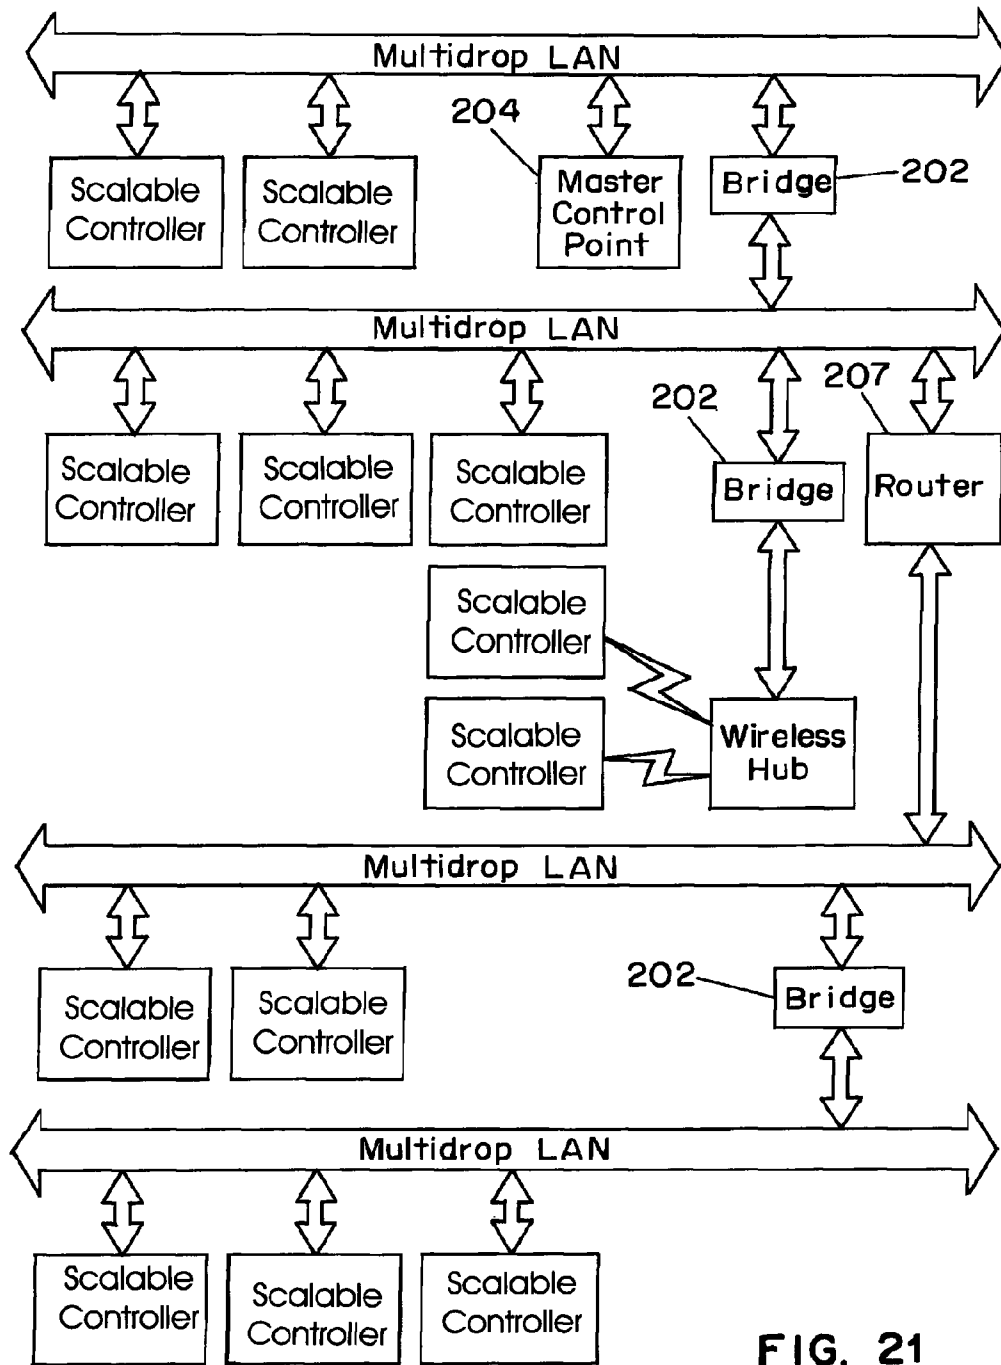 Multidrop LAN
204
Scalable
Controller
Scalable
Controller
Master
Control
Point
Bridge
202
Multidrop LAN
207
202
Scalable
Controller
Scalable
Controller
Scalable
Controller
Bridge
Router
Scalable
Controller
Scalable
Controller
Wireless
Hub
Multidrop LAN
202
Scalable
Controller
Scalable
Controller
Bridge
Multidrop LAN
Scalable
Controller
Scalable
Controller
Scalable
Controller
FIG. 21